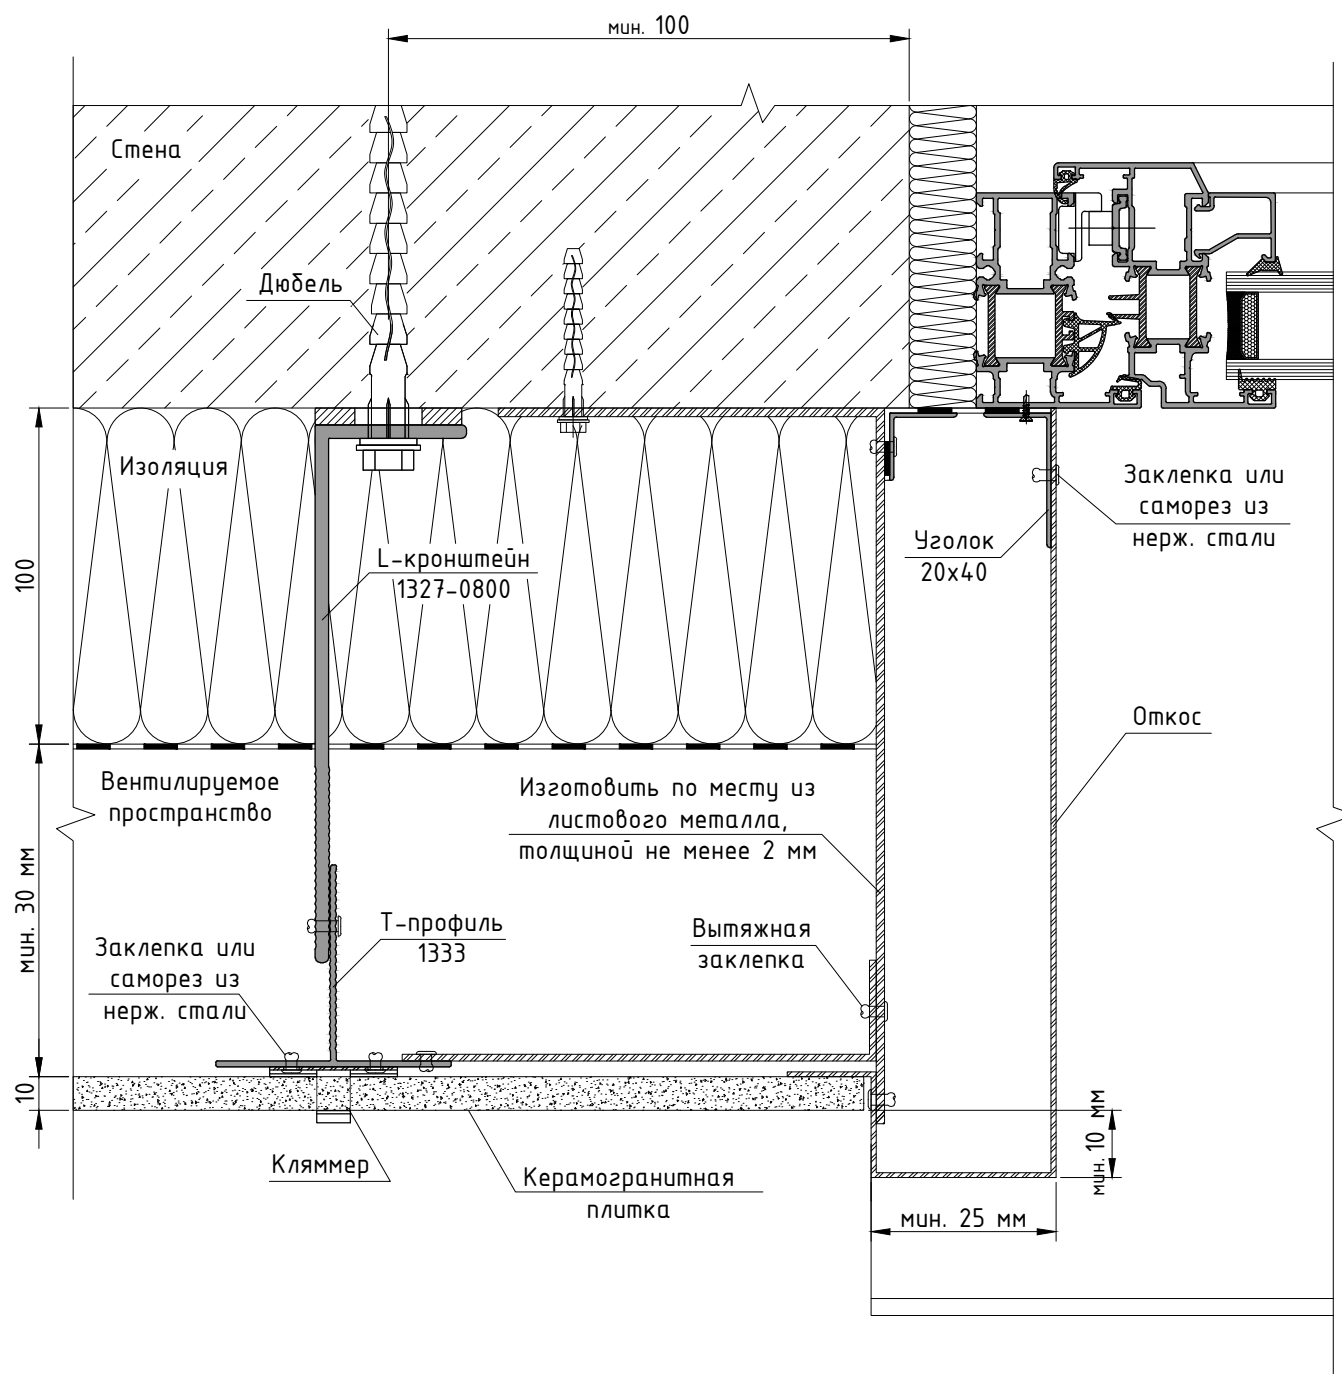 мин. 100
Стена
Дюбель
Изоляция
L-кронштейн
1327-0800
Заклепка или
саморез из
нерж. стали
Уголок
20х40
100
Откос
Вентилируемое
пространство
Изготовить по месту из
листового металла,
толщиной не менее 2 мм
мин. 30 мм
Т-профиль
1333
Вытяжная
заклепка
Заклепка или
саморез из
нерж. стали
10
мин. 10 мм
Кляммер
Керамогранитная
плитка
мин. 25 мм